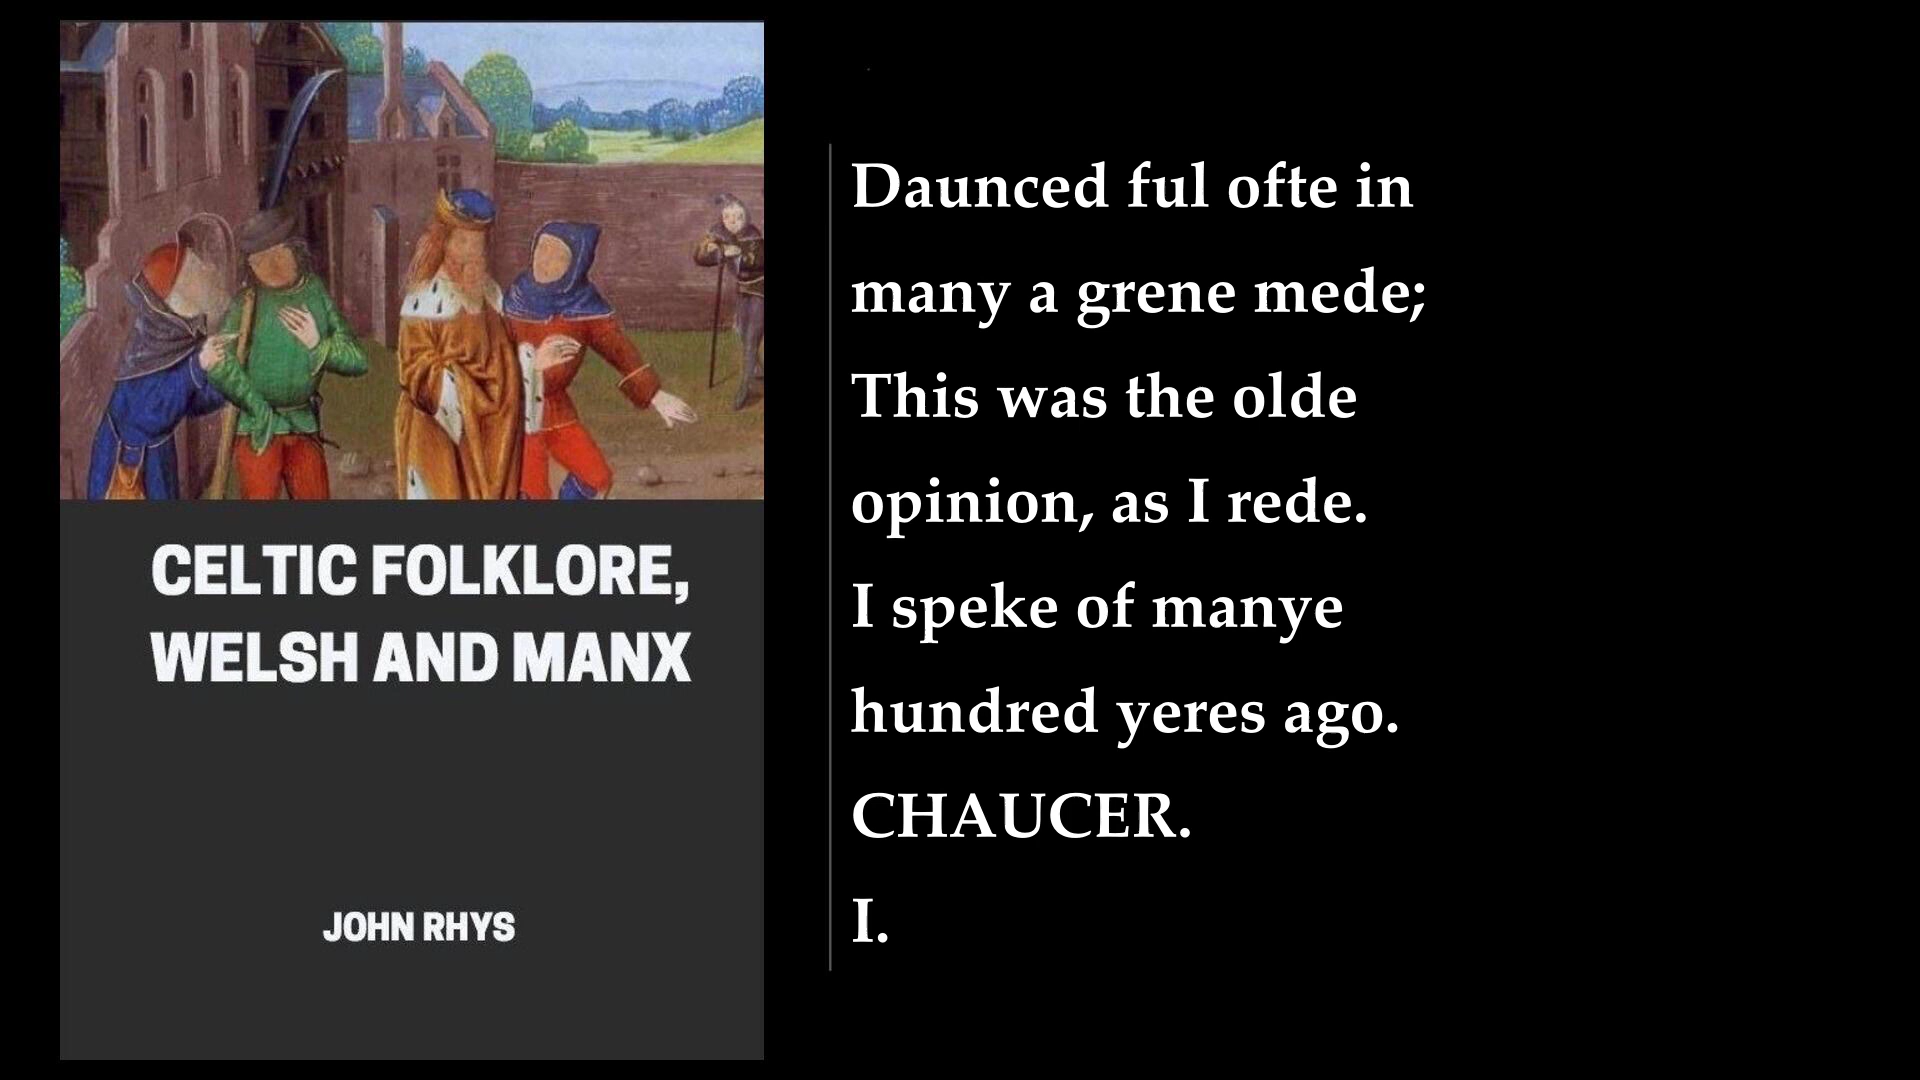 CELTIC FOLKLORE,
WELSH AND MANX
JOHN RHYS
Daunced ful ofte in
many a grene mede;
This was the olde
opinion, as I rede.
I speke of manye
hundred yeres ago.
CHAUCER.
I.